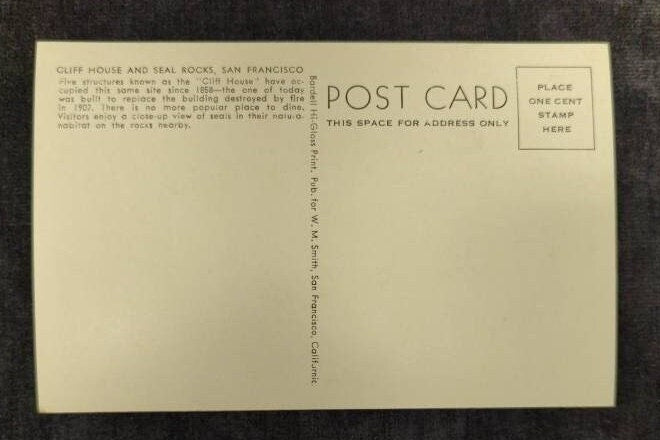 CLIFF HOUSE AND SEAL ROCKS, SAN FRANCISCO
Five structures known as the "Cliff House" have oc-
cupied this same site since 1858—the one of today
was built to replace the building destroyed by fire
in 1907. There is no more popular place to dine.
Visitors enjoy a close-up view of seals in their natural
habitat on the rocks nearby.
Bardell Hi-Gloss Print. Pub. for W. M. Smith, San Francisco, California.
POST CARD
THIS SPACE FOR ADDRESS ONLY
PLACE
ONE CENT
STAMP
HERE